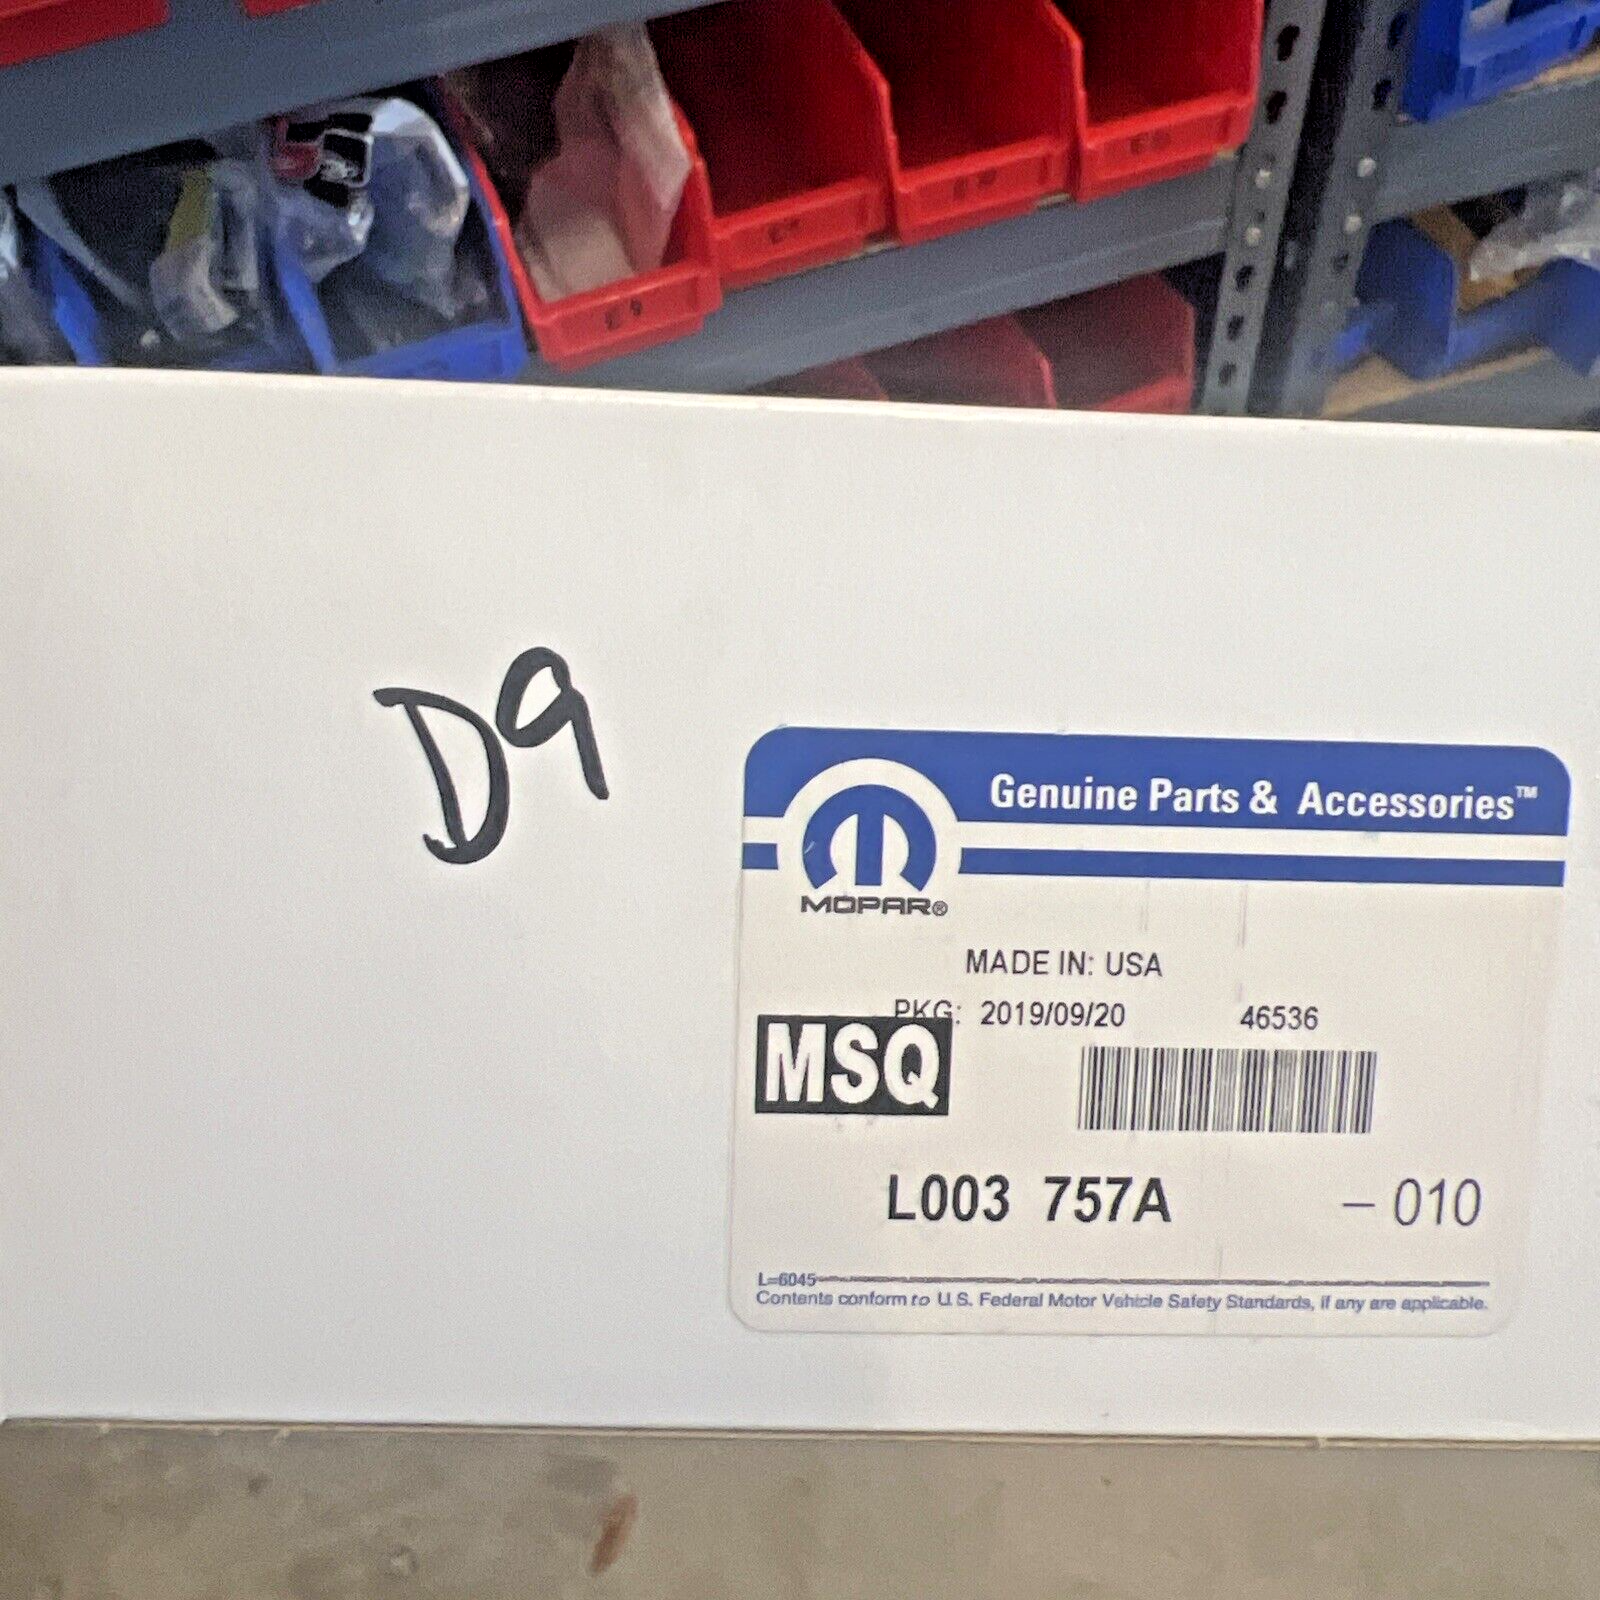 D9
Genuine Parts & Accessories™
MOPAR®
MADE IN: USA
PKG: 2019/09/20 46536
MSQ
L003 757A – 010
L=6045
Contents conform to U.S. Federal Motor Vehicle Safety Standards, if any are applicable.